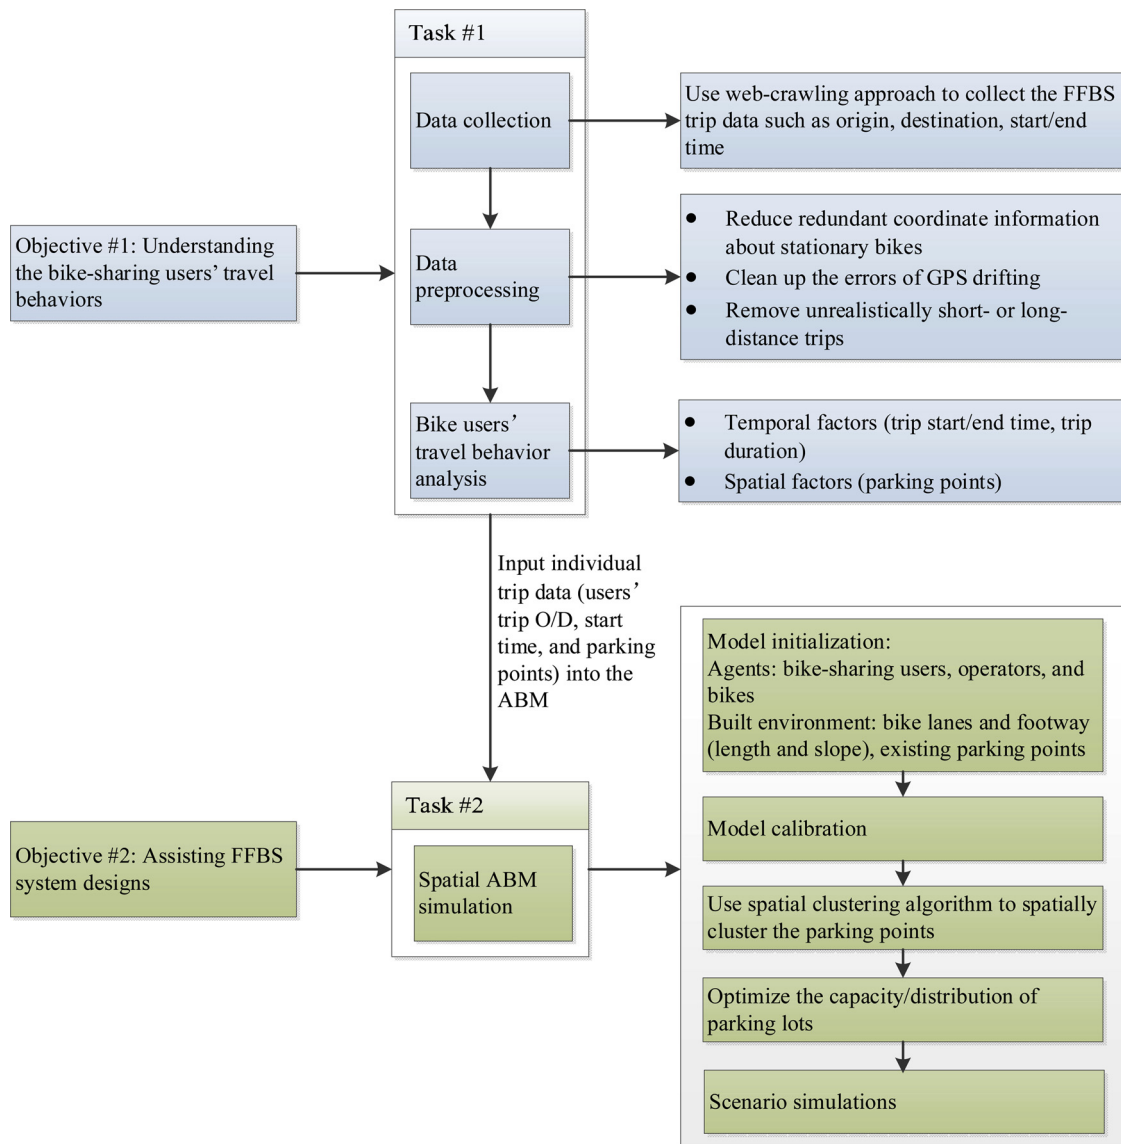 Task #1
Data collection
Use web-crawling approach to collect the FFBS
trip data such as origin, destination, start/end
time
Objective #1: Understanding
the bike-sharing users’ travel
behaviors
Data
preprocessing
● Reduce redundant coordinate information
about stationary bikes
● Clean up the errors of GPS drifting
● Remove unrealistically short- or long-
distance trips
Bike users’
travel behavior
analysis
● Temporal factors (trip start/end time, trip
duration)
● Spatial factors (parking points)
Input individual
trip data (users’
trip O/D, start
time, and parking
points) into the
ABM
Objective #2: Assisting FFBS
system designs
Task #2
Spatial ABM
simulation
Model initialization:
Agents: bike-sharing users, operators, and
bikes
Built environment: bike lanes and footway
(length and slope), existing parking points
Model calibration
Use spatial clustering algorithm to spatially
cluster the parking points
Optimize the capacity/distribution of
parking lots
Scenario simulations